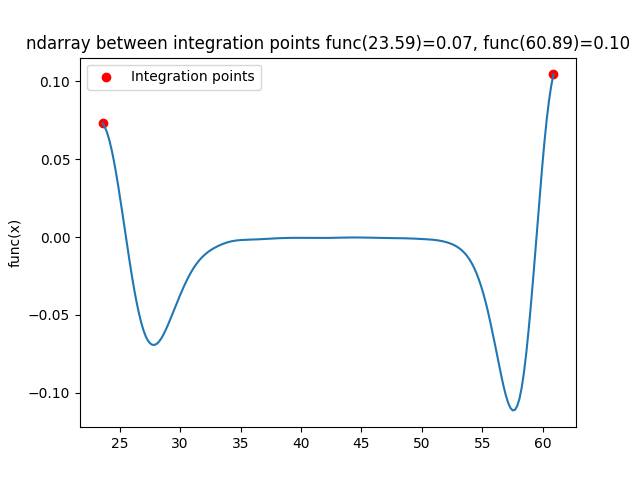 ndarray between integration points func(23.59)=0.07, func(60.89)=0.10
Integration points
func(x)
0.10
0.05
0.00
−0.05
−0.10
25 30 35 40 45 50 55 60